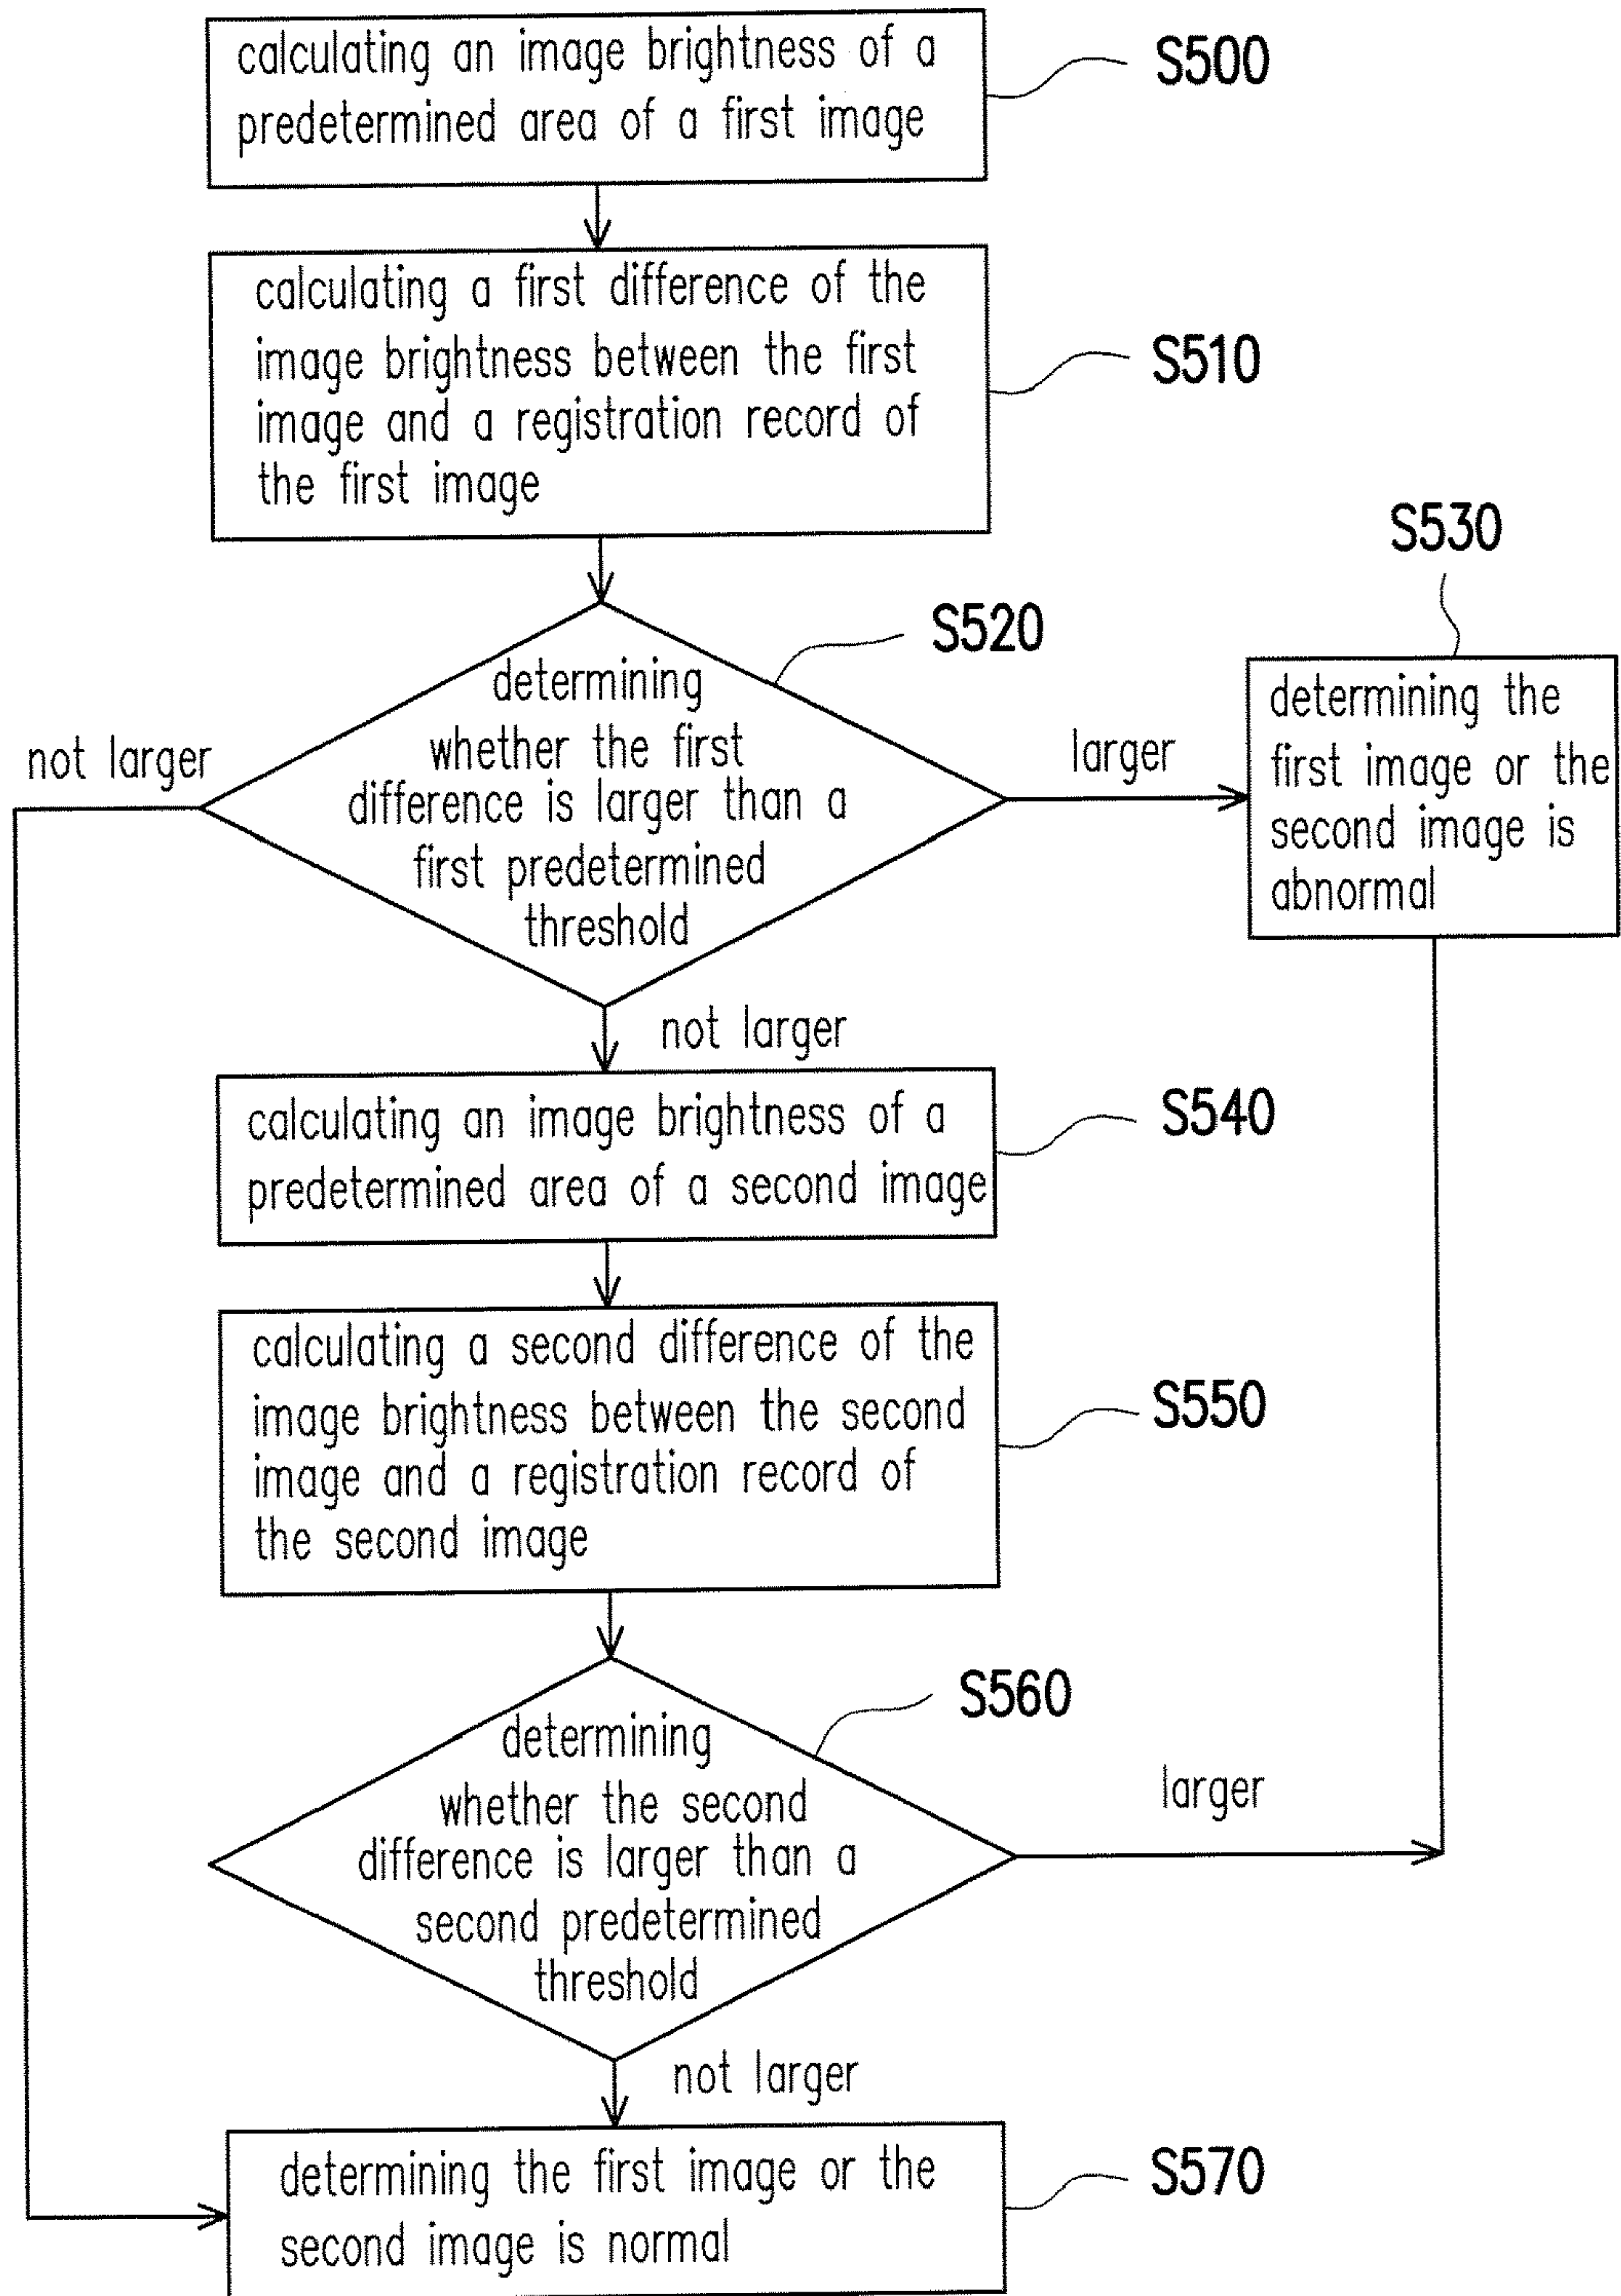 calculating an image brightness of a
predetermined area of a first image
S500
calculating a first difference of the
image brightness between the first
image and a registration record of
the first image
S510
S530
S520
determining
whether the first
difference is larger than a
first predetermined
threshold
not larger
larger
determining the
first image or the
second image is
abnormal
not larger
calculating an image brightness of a
predetermined area of a second image
S540
calculating a second difference of the
image brightness between the second
image and a registration record of
the second image
S550
S560
determining
whether the second
difference is larger than a
second predetermined
threshold
larger
not larger
determining the first image or the
second image is normal
S570